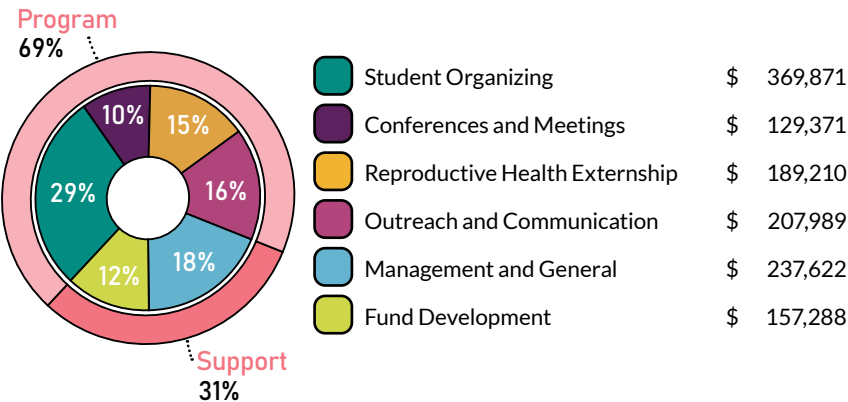 Program
69%
10%
15%
29%
16%
12%
18%
Support
31%
Student Organizing $ 369,871
Conferences and Meetings $ 129,371
Reproductive Health Externship $ 189,210
Outreach and Communication $ 207,989
Management and General $ 237,622
Fund Development $ 157,288